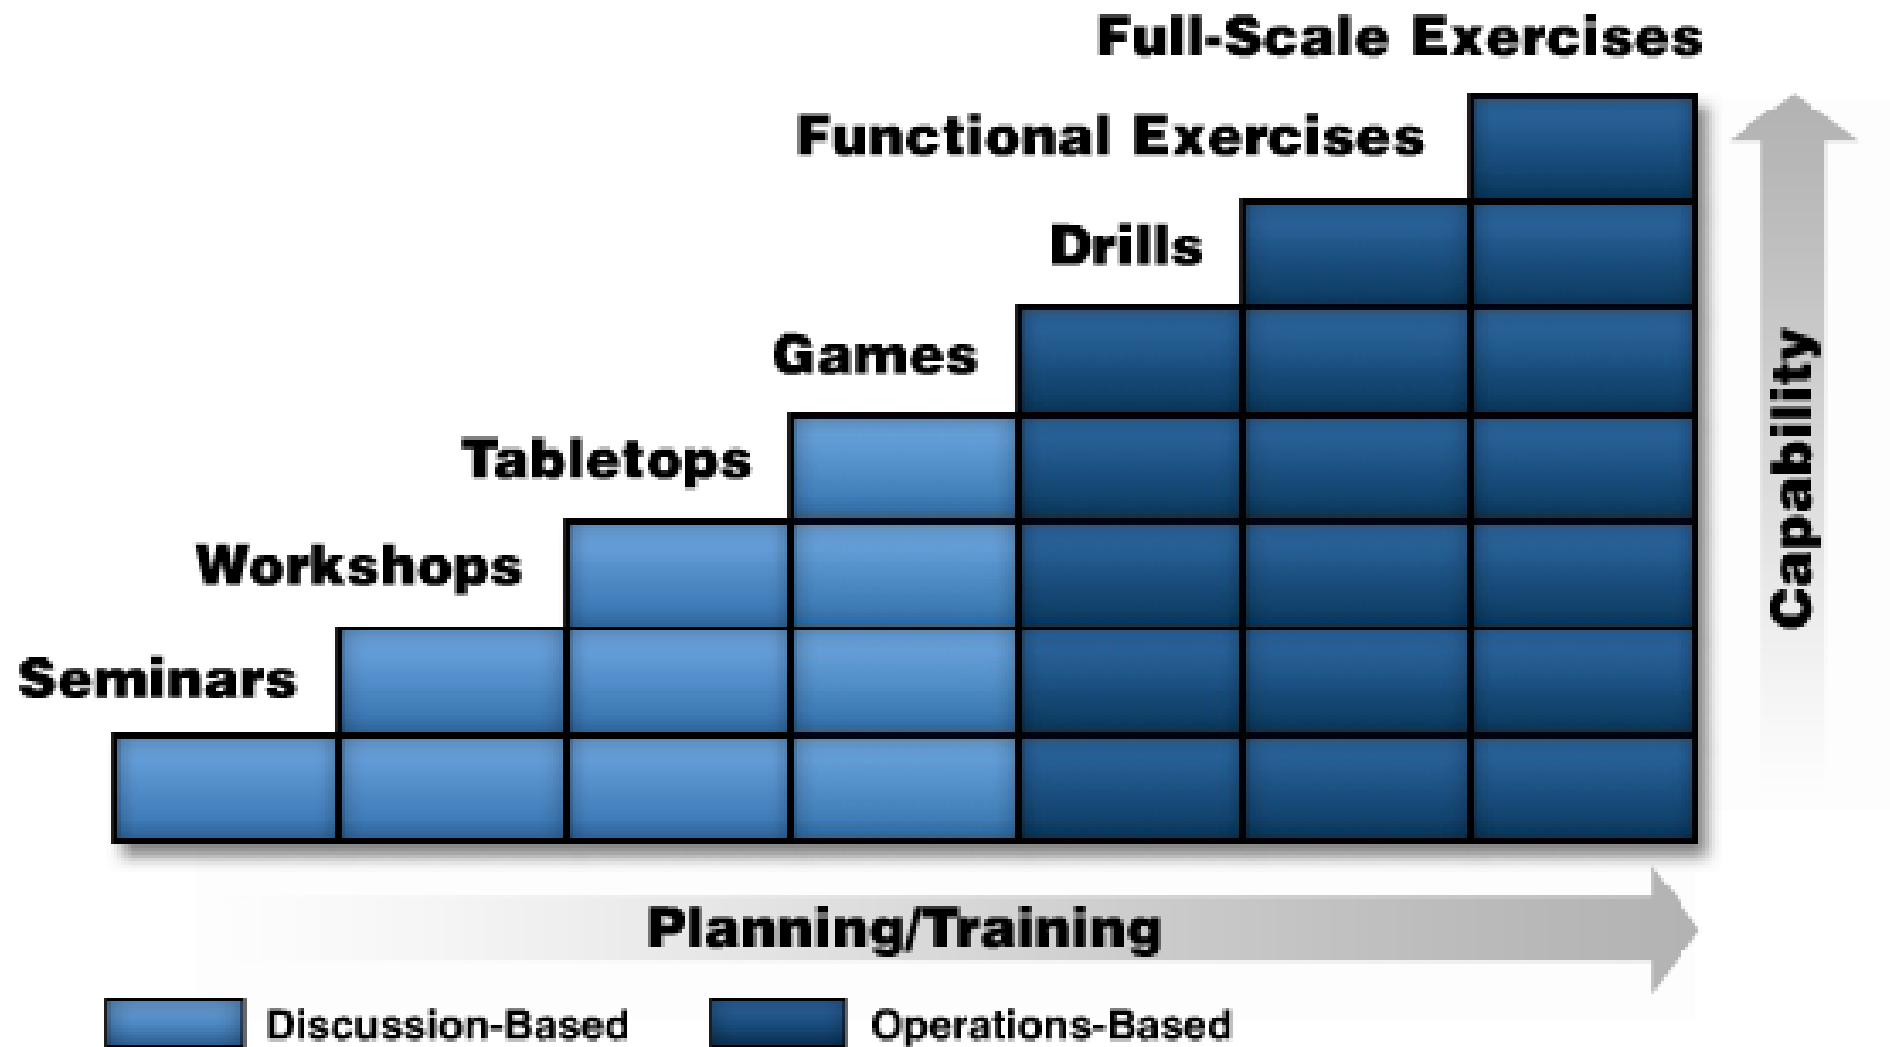 Full-Scale Exercises
Functional Exercises
Drills
Games
Tabletops
Workshops
Seminars
Capability
Planning/Training
Discussion-Based
Operations-Based